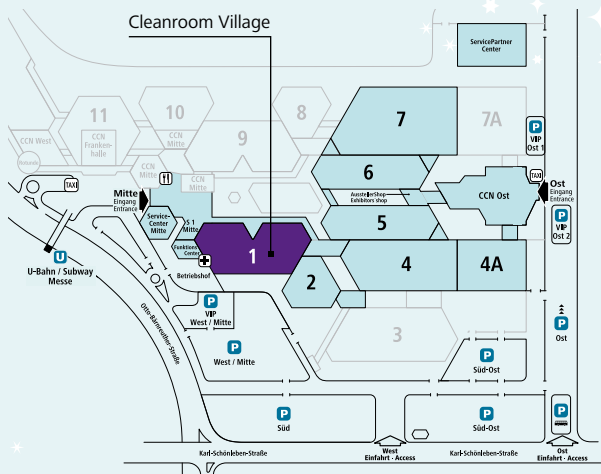 Cleanroom Village
ServicePartner
Center
11
10
8
9
7
7A
P
VIP
Ost 1
CCN West
CCN
Franken-
halle
CCN
Mitte
Rotunde
CCN
Mitte
CCN
Mitte
6
TAXI
TAXI
Mitte
Eingang
Entrance
AusstellerShop
Exhibitors' shop
CCN Ost
Ost
Eingang
Entrance
Service-
Center
Mitte
S 1
Mitte
5
P
VIP
Ost 2
Funktions-
Center
U
U-Bahn / Subway
Messe
1
4
4A
Betriebshof
2
P
VIP
West / Mitte
Otto-Bärnreuther-Straße
P
Ost
3
P
West / Mitte
P
Süd-Ost
P
Süd
P
Süd-Ost
P
Karl-Schönleben-Straße
West
Einfahrt · Access
Karl-Schönleben-Straße
Ost
Einfahrt · Access